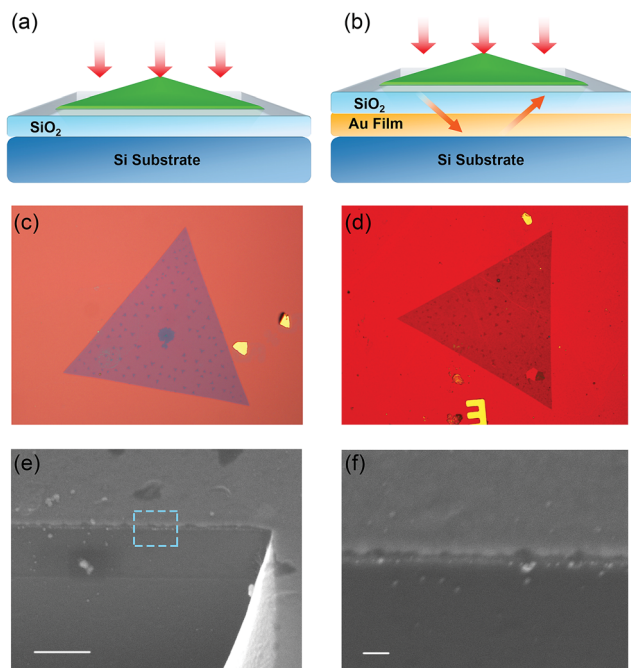 (a)
(b)
SiO₂
Si Substrate
SiO₂
Au Film
Si Substrate
(c)
(d)
E
(e)
(f)